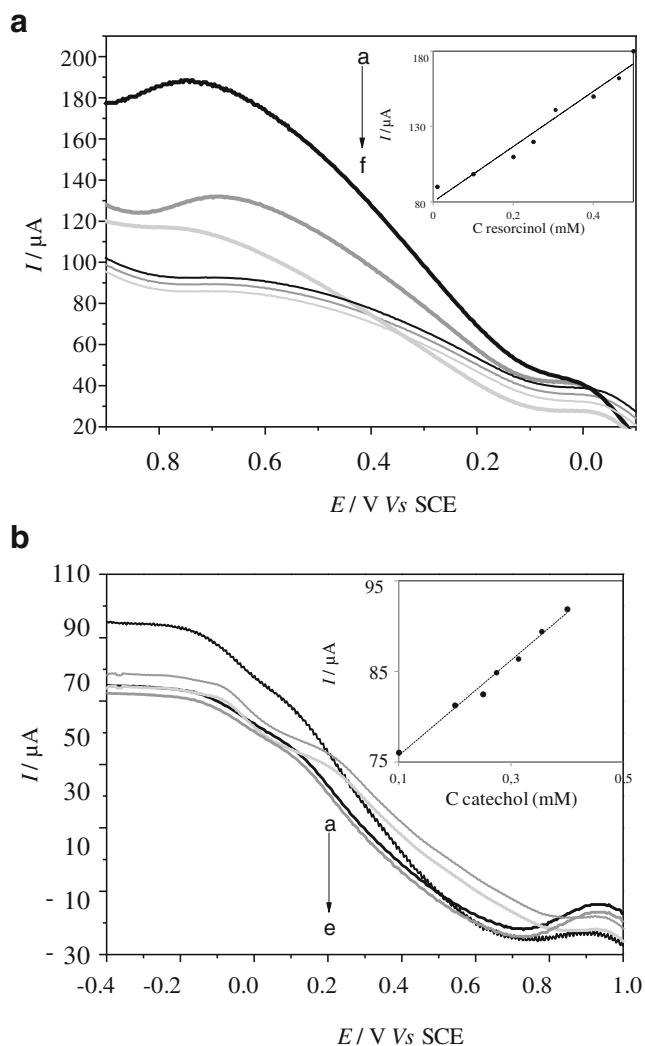 a
200
180
160
140
120
100
80
60
40
20
I / µA
0.8 0.6 0.4 0.2 0.0
E / V Vs SCE
a
f
180
130
80
I / µA
0,2 0,4
C resorcinol (mM)
b
110
90
70
50
30
10
- 10
- 30
I / µA
-0.4 -0.2 0.0 0.2 0.4 0.6 0.8 1.0
E / V Vs SCE
a
e
95
85
75
I / µA
0,1 0,3 0,5
C catechol (mM)